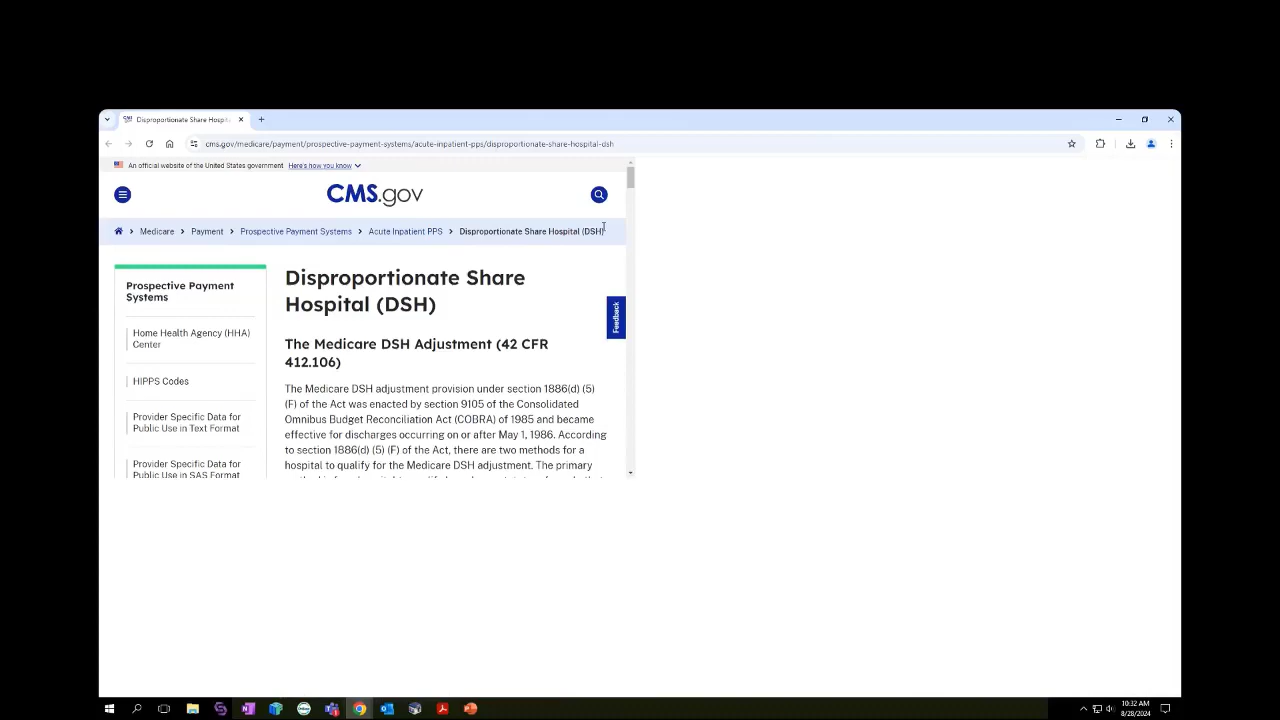 Disproportionate Share Hospit
cms.gov/medicare/payment/prospective-payment-systems/acute-inpatient-pps/disproportionate-share-hospital-dsh
An official website of the United States government Here's how you know
CMS.gov
Medicare > Payment > Prospective Payment Systems > Acute Inpatient PPS > Disproportionate Share Hospital (DSH)
Prospective Payment
Systems
Home Health Agency (HHA)
Center
HIPPS Codes
Provider Specific Data for
Public Use in Text Format
Provider Specific Data for
Public Use in SAS Format
Disproportionate Share
Hospital (DSH)
The Medicare DSH Adjustment (42 CFR
412.106)
The Medicare DSH adjustment provision under section 1886(d) (5)
(F) of the Act was enacted by section 9105 of the Consolidated
Omnibus Budget Reconciliation Act (COBRA) of 1985 and became
effective for discharges occurring on or after May 1, 1986. According
to section 1886(d) (5) (F) of the Act, there are two methods for a
hospital to qualify for the Medicare DSH adjustment. The primary
Feedback
10:32 AM
8/28/2024